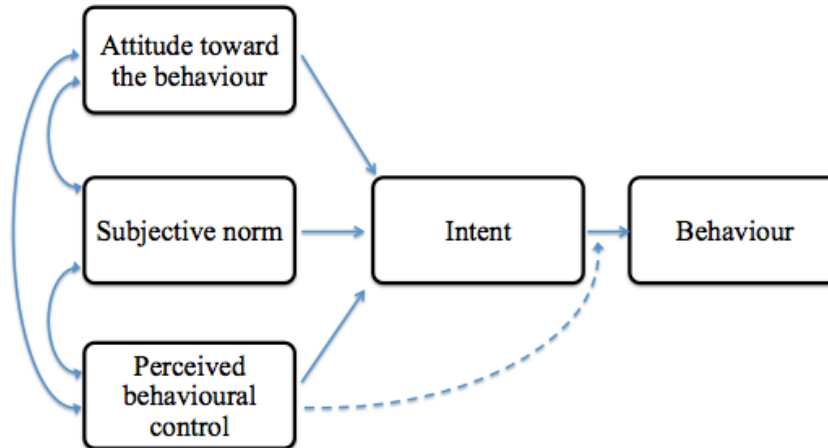 Attitude toward
the behaviour
Subjective norm
Intent
Behaviour
Perceived
behavioural
control